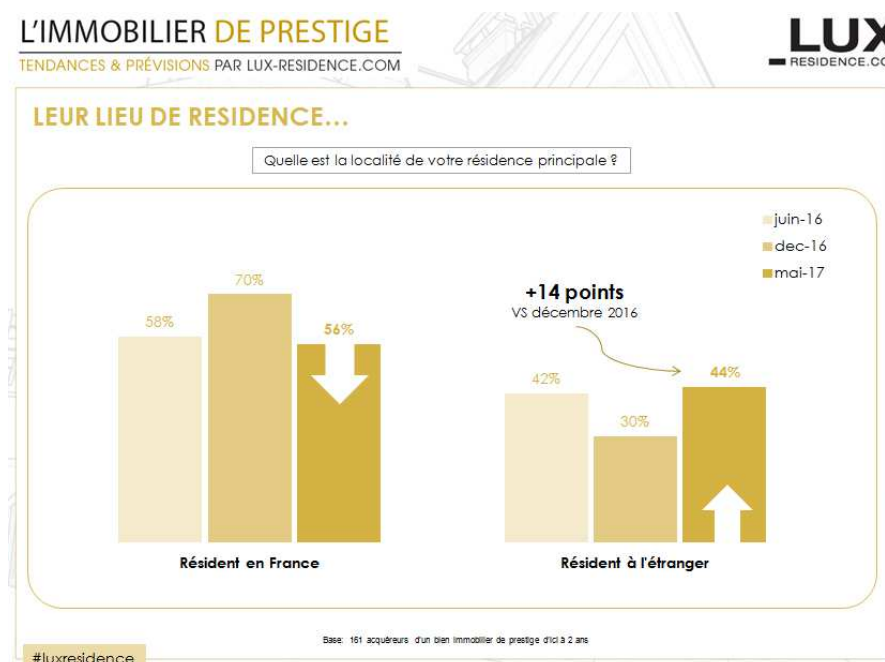 L'IMMOBILIER DE PRESTIGE
TENDANCES & PRÉVISIONS PAR LUX-RESIDENCE.COM
LUX
RESIDENCE.CO
LEUR LIEU DE RESIDENCE...
Quelle est la localité de votre résidence principale ?
juin-16
dec-16
mai-17
58%
70%
56%
+14 points
VS décembre 2016
42%
30%
44%
Résident en France
Résident à l'étranger
Base: 161 acquéreurs d'un bien immobilier de prestige d'ici à 2 ans
#luxresidence